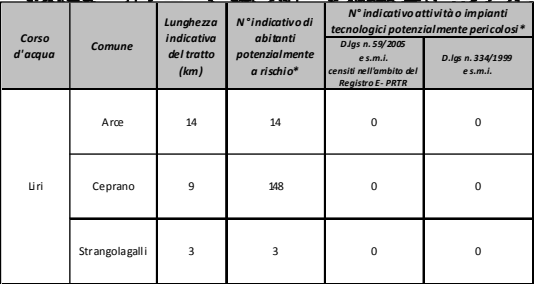 Corso d'acqua
Comune
Lunghezza indicativa del tratto (km)
N° indicativo di abitanti potenzialmente a rischio*
N° indicativo attività o impianti tecnologici potenzialmente pericolosi*
D.lgs n. 59/2005 e s.m.i. censiti nell'ambito del Registro E-PRTR
D.lgs n. 334/1999 e s.m.i.
Liri
Arce 14 14 0 0
Ceprano 9 148 0 0
Strangolagalli 3 3 0 0